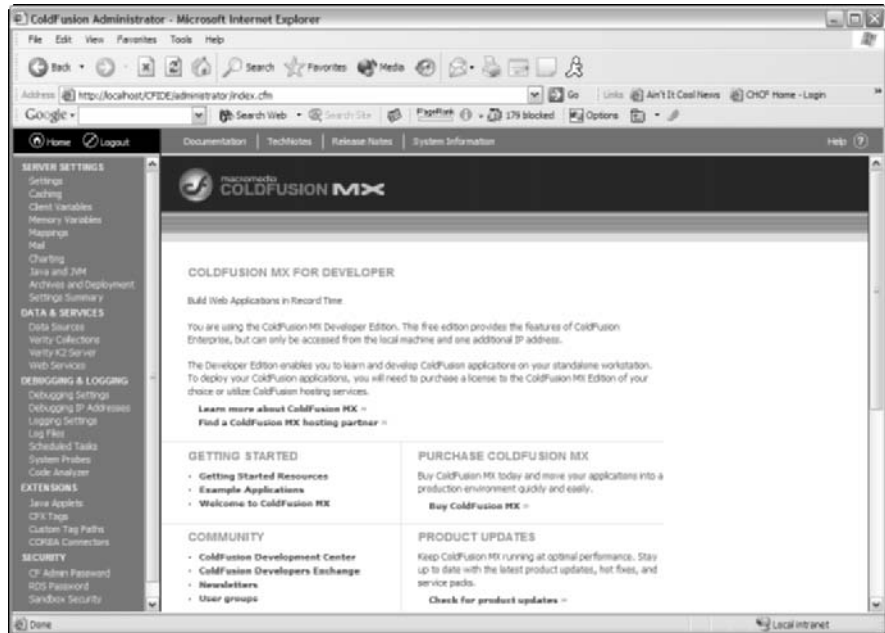 ColdFusion Administrator - Microsoft Internet Explorer
File Edit View Favorites Tools Help
Back Search Favorites Media
Address http://localhost/CFIDE/administrator/index.cfm Go Links Ain't It Cool News CHCF Home - Login
Google Search Web Search Site PageRank 179 blocked Options
Home Logout Documentation TechNotes Release Notes System Information Help ?
SERVER SETTINGS
Settings
Caching
Client Variables
Memory Variables
Mappings
Mail
Charting
Java and JVM
Archives and Deployment
Settings Summary
DATA & SERVICES
Data Sources
Verity Collections
Verity K2 Server
Web Services
DEBUGGING & LOGGING
Debugging Settings
Debugging IP Addresses
Logging Settings
Log Files
Scheduled Tasks
System Probes
Code Analyzer
EXTENSIONS
Java Applets
CFX Tags
Custom Tag Paths
CORBA Connectors
SECURITY
CF Admin Password
RDS Password
Sandbox Security
cf
macromedia
COLDFUSION MX
COLDFUSION MX FOR DEVELOPER
Build Web Applications in Record Time
You are using the ColdFusion MX Developer Edition. This free edition provides the features of ColdFusion
Enterprise, but can only be accessed from the local machine and one additional IP address.
The Developer Edition enables you to learn and develop ColdFusion applications on your standalone workstation.
To deploy your ColdFusion applications, you will need to purchase a license to the ColdFusion MX Edition of your
choice or utilize ColdFusion hosting services.
Learn more about ColdFusion MX »
Find a ColdFusion MX hosting partner »
GETTING STARTED
· Getting Started Resources
· Example Applications
· Welcome to ColdFusion MX
PURCHASE COLDFUSION MX
Buy ColdFusion MX today and move your applications into a
production environment quickly and easily.
Buy ColdFusion MX »
COMMUNITY
· ColdFusion Development Center
· ColdFusion Developers Exchange
· Newsletters
· User groups
PRODUCT UPDATES
Keep ColdFusion MX running at optimal performance. Stay
up to date with the latest product updates, hot fixes, and
service packs.
Check for product updates »
Done Local intranet